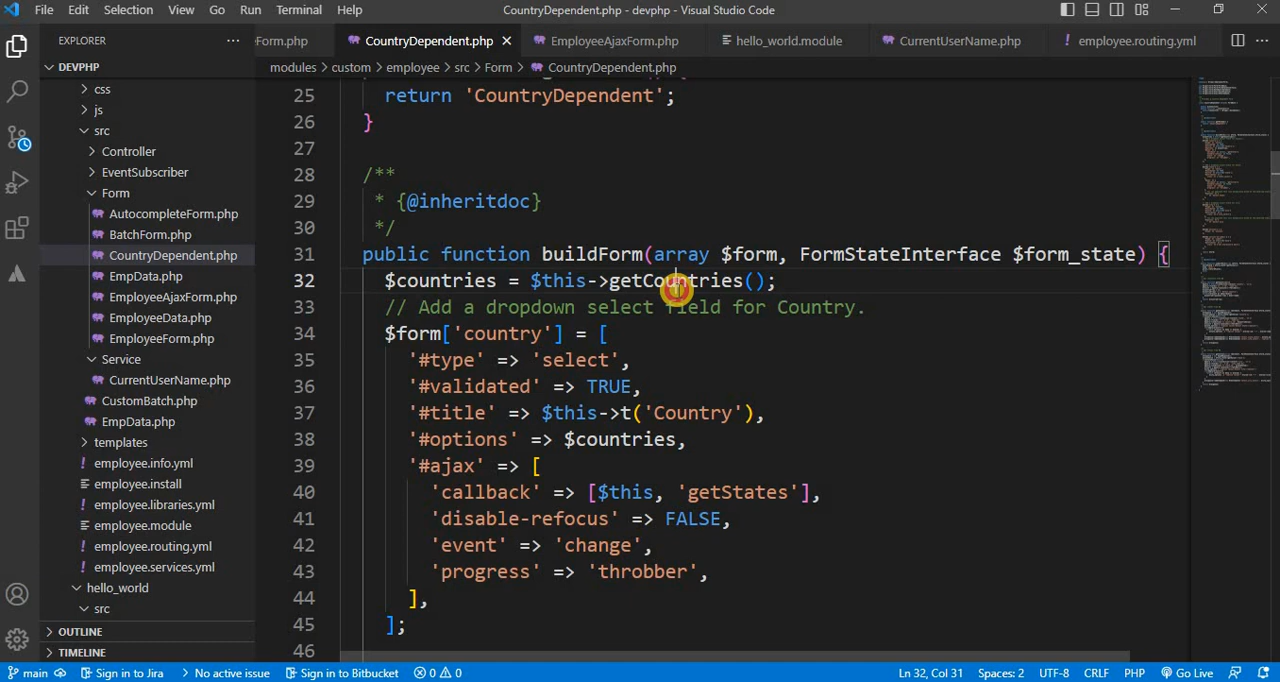 File Edit Selection View Go Run Terminal Help
CountryDependent.php - devphp - Visual Studio Code
EXPLORER
DEVPHP
css
js
src
Controller
EventSubscriber
Form
AutocompleteForm.php
BatchForm.php
CountryDependent.php
EmpData.php
EmployeeAjaxForm.php
EmployeeData.php
EmployeeForm.php
Service
CurrentUserName.php
CustomBatch.php
EmpData.php
templates
employee.info.yml
employee.install
employee.libraries.yml
employee.module
employee.routing.yml
employee.services.yml
hello_world
src
OUTLINE
TIMELINE
Form.php CountryDependent.php EmployeeAjaxForm.php hello_world.module CurrentUserName.php employee.routing.yml
modules > custom > employee > src > Form > CountryDependent.php
25 return 'CountryDependent';
26 }
27
28 /**
29 * {@inheritdoc}
30 */
31 public function buildForm(array $form, FormStateInterface $form_state) {
32 $countries = $this->getCountries();
33 // Add a dropdown select field for Country.
34 $form['country'] = [
35 '#type' => 'select',
36 '#validated' => TRUE,
37 '#title' => $this->t('Country'),
38 '#options' => $countries,
39 '#ajax' => [
40 'callback' => [$this, 'getStates'],
41 'disable-refocus' => FALSE,
42 'event' => 'change',
43 'progress' => 'throbber',
44 ],
45 ];
46
main Sign in to Jira No active issue Sign in to Bitbucket 0 0 Ln 32, Col 31 Spaces: 2 UTF-8 CRLF PHP Go Live